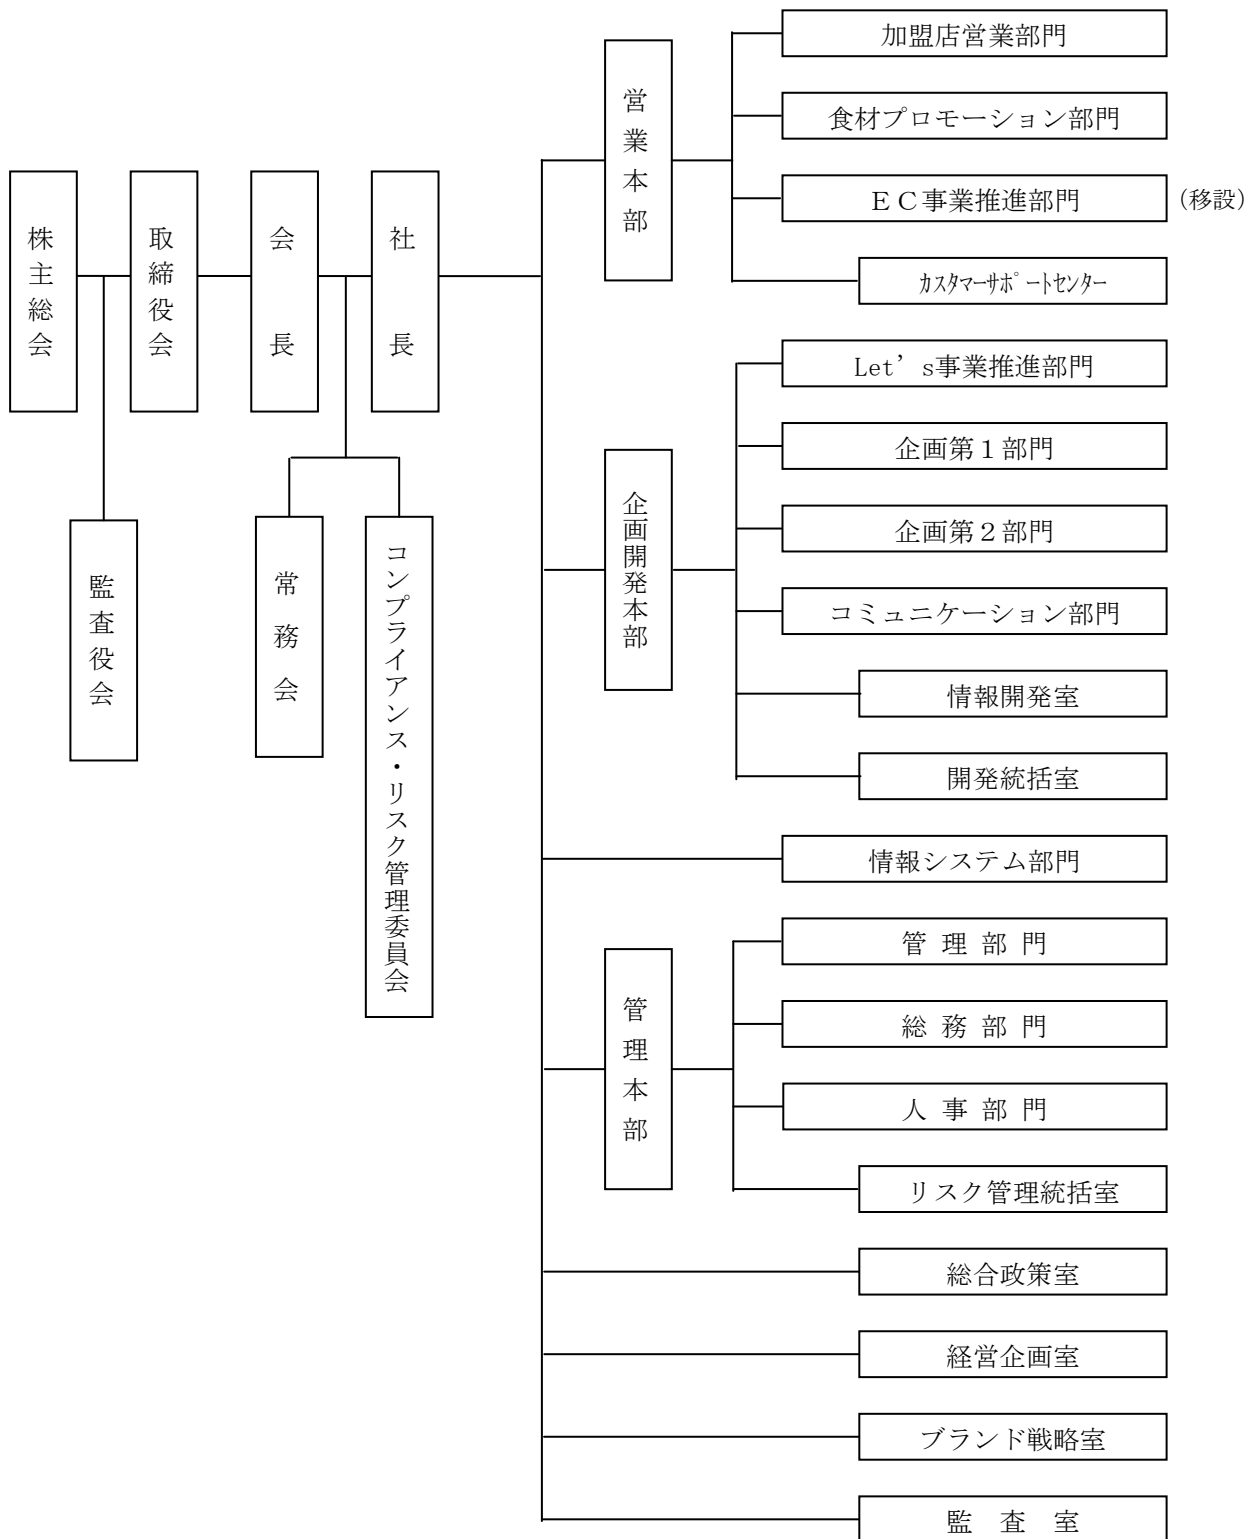 株主総会
取締役会
会長
社長
監査役会
常務会
コンプライアンス・リスク管理委員会
営業本部
加盟店営業部門
食材プロモーション部門
ＥＣ事業推進部門
（移設）
カスタマーサポートセンター
企画開発本部
Let’s事業推進部門
企画第１部門
企画第２部門
コミュニケーション部門
情報開発室
開発統括室
情報システム部門
管理本部
管 理 部 門
総 務 部 門
人 事 部 門
リスク管理統括室
総合政策室
経営企画室
ブランド戦略室
監　査　室